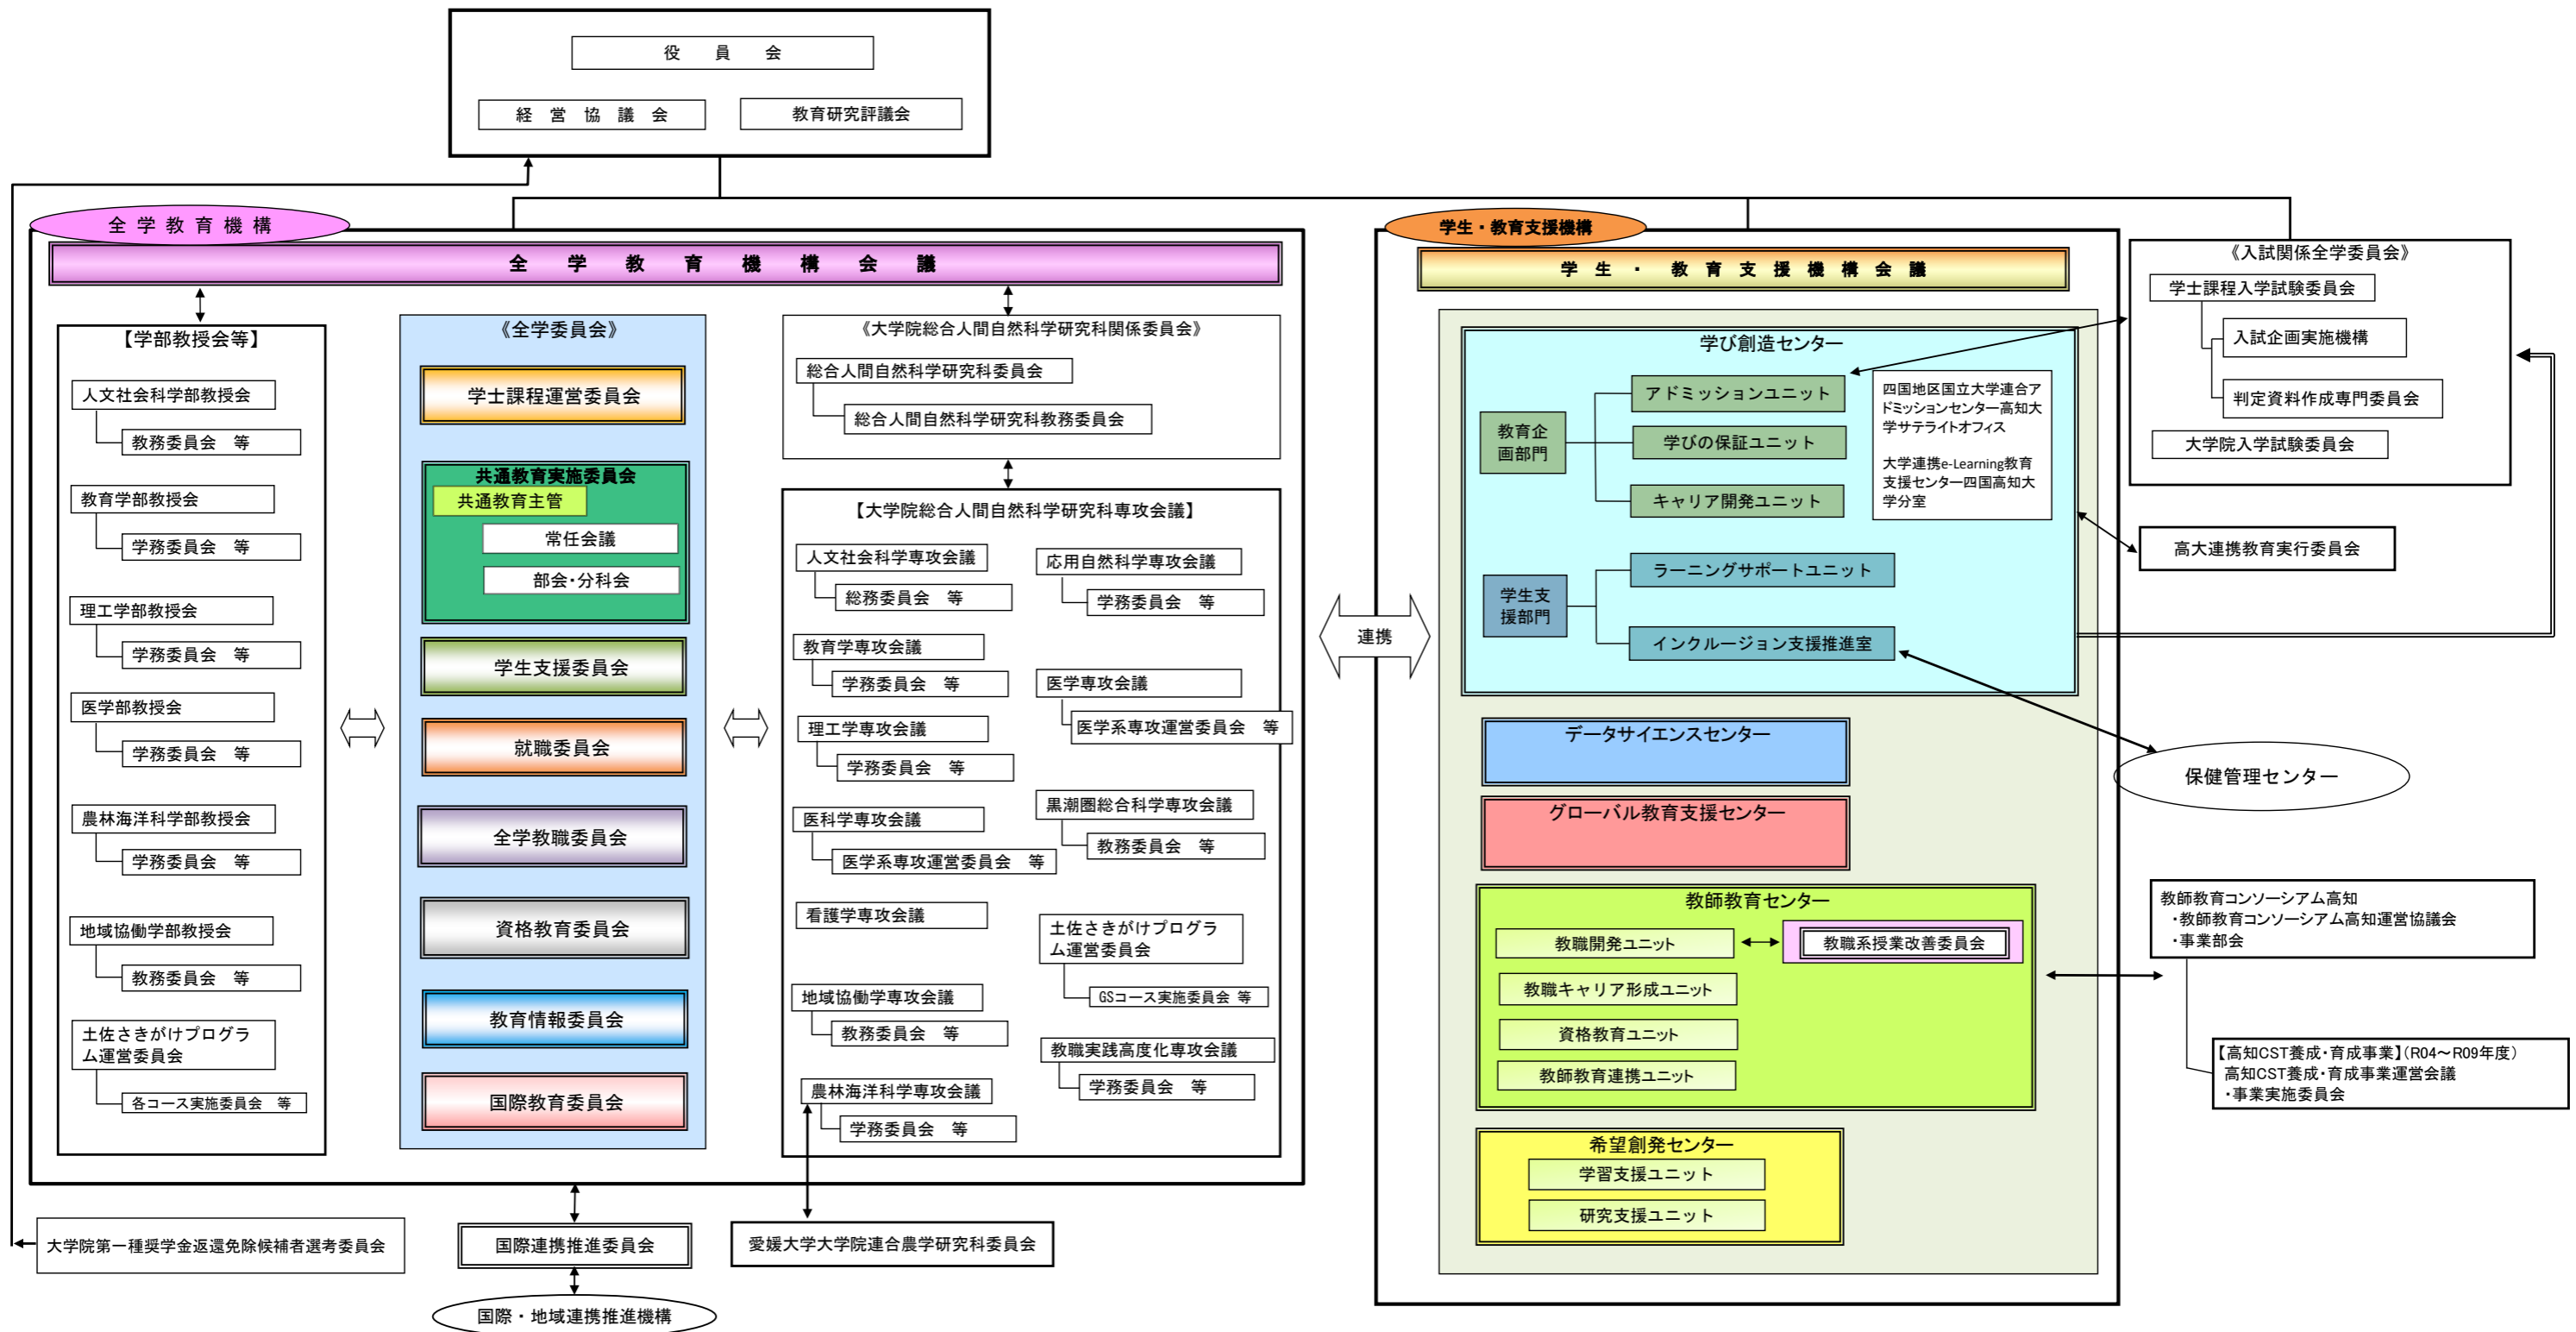 役　員　会
経　営　協　議　会
教育研究評議会
全 学 教 育 機 構
全　学　教　育　機　構　会　議
【学部教授会等】
人文社会科学部教授会
教務委員会　等
教育学部教授会
学務委員会　等
理工学部教授会
学務委員会　等
医学部教授会
学務委員会　等
農林海洋科学部教授会
学務委員会　等
地域協働学部教授会
教務委員会　等
土佐さきがけプログラ
ム運営委員会
各コース実施委員会　等
《全学委員会》
学士課程運営委員会
共通教育実施委員会
共通教育主管
常任会議
部会・分科会
学生支援委員会
就職委員会
全学教職委員会
資格教育委員会
教育情報委員会
国際教育委員会
《大学院総合人間自然科学研究科関係委員会》
総合人間自然科学研究科委員会
総合人間自然科学研究科教務委員会
【大学院総合人間自然科学研究科専攻会議】
人文社会科学専攻会議
総務委員会　等
教育学専攻会議
学務委員会　等
理工学専攻会議
学務委員会　等
医科学専攻会議
医学系専攻運営委員会　等
看護学専攻会議
地域協働学専攻会議
教務委員会　等
農林海洋科学専攻会議
学務委員会　等
応用自然科学専攻会議
学務委員会　等
医学専攻会議
医学系専攻運営委員会　等
黒潮圏総合科学専攻会議
教務委員会　等
土佐さきがけプログラ
ム運営委員会
GSコース実施委員会 等
教職実践高度化専攻会議
学務委員会　等
大学院第一種奨学金返還免除候補者選考委員会
国際連携推進委員会
国際・地域連携推進機構
愛媛大学大学院連合農学研究科委員会
連携
学生・教育支援機構
学　生　・　教　育　支　援　機　構　会　議
学び創造センター
教育企
画部門
アドミッションユニット
学びの保証ユニット
キャリア開発ユニット
四国地区国立大学連合ア
ドミッションセンター高知大
学サテライトオフィス
大学連携e-Learning教育
支援センター四国高知大
学分室
学生支
援部門
ラーニングサポートユニット
インクルージョン支援推進室
データサイエンスセンター
グローバル教育支援センター
教師教育センター
教職開発ユニット
教職系授業改善委員会
教職キャリア形成ユニット
資格教育ユニット
教師教育連携ユニット
希望創発センター
学習支援ユニット
研究支援ユニット
《入試関係全学委員会》
学士課程入学試験委員会
入試企画実施機構
判定資料作成専門委員会
大学院入学試験委員会
高大連携教育実行委員会
保健管理センター
教師教育コンソーシアム高知
・教師教育コンソーシアム高知運営協議会
・事業部会
【高知CST養成・育成事業】(R04～R09年度)
高知CST養成・育成事業運営会議
・事業実施委員会